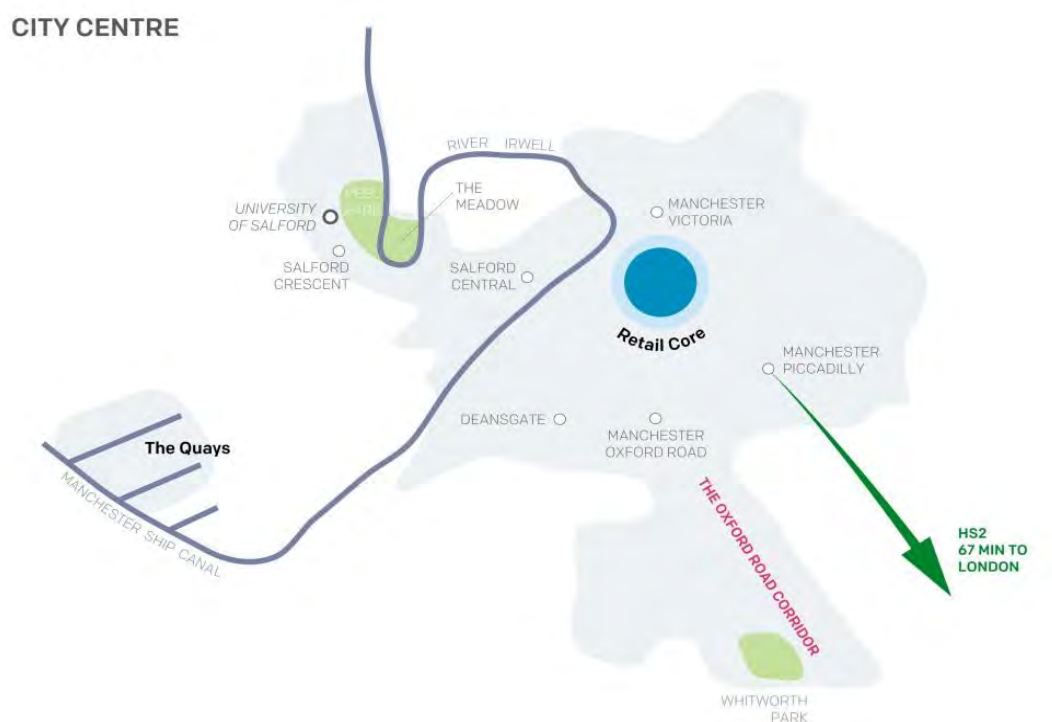 CITY CENTRE
RIVER IRWELL
PEEL
PARK
THE
MEADOW
UNIVERSITY
OF SALFORD
MANCHESTER
VICTORIA
SALFORD
CRESCENT
SALFORD
CENTRAL
Retail Core
MANCHESTER
PICCADILLY
DEANSGATE
MANCHESTER
OXFORD ROAD
The Quays
MANCHESTER SHIP CANAL
THE OXFORD ROAD CORRIDOR
HS2
67 MIN TO
LONDON
WHITWORTH
PARK